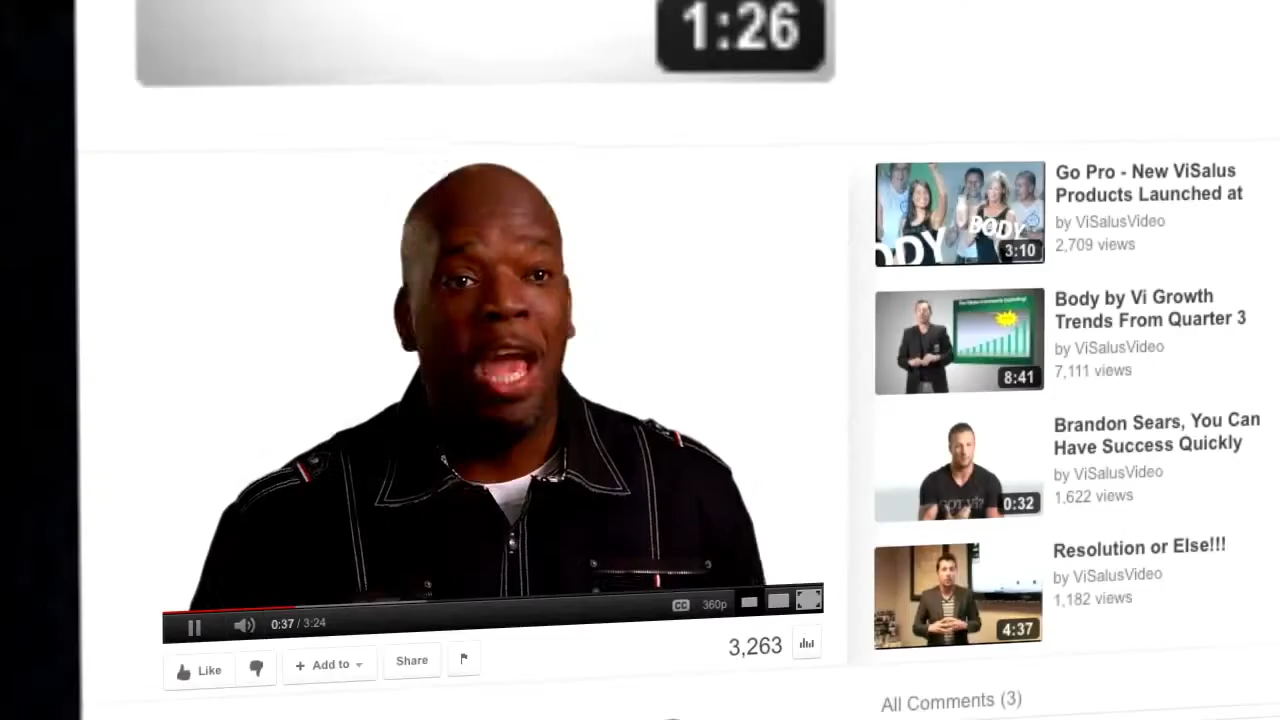 1:26
Go Pro - New ViSalus
Products Launched at
by ViSalusVideo
2,709 views
BODY
3:10
Body by Vi Growth
Trends From Quarter 3
by ViSalusVideo
7,111 views
8:41
Brandon Sears, You Can
Have Success Quickly
by ViSalusVideo
1,622 views
GOT Vi?
0:32
Resolution or Else!!!
by ViSalusVideo
1,182 views
4:37
0:37 / 3:24
CC
360p
Like
+ Add to
Share
3,263
All Comments (3)